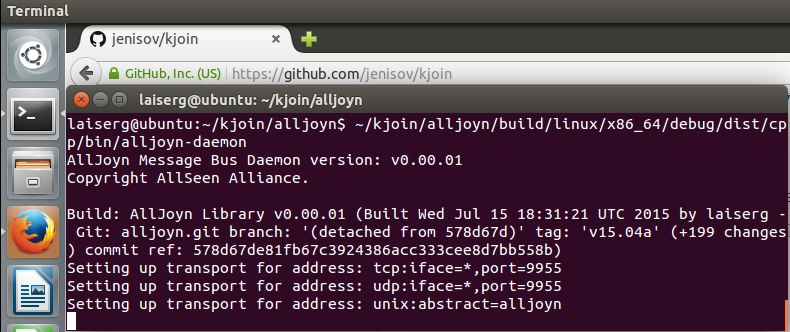 Terminal
jenisov/kjoin
GitHub, Inc. (US)
https://github.com/jenisov/kjoin
laiserg@ubuntu: ~/kjoin/alljoyn
laiserg@ubuntu:~/kjoin/alljoyn$ ~/kjoin/alljoyn/build/linux/x86_64/debug/dist/cp
p/bin/alljoyn-daemon
AllJoyn Message Bus Daemon version: v0.00.01
Copyright AllSeen Alliance.
Build: AllJoyn Library v0.00.01 (Built Wed Jul 15 18:31:21 UTC 2015 by laiserg -
 Git: alljoyn.git branch: '(detached from 578d67d)' tag: 'v15.04a' (+199 changes
) commit ref: 578d67de81fb67c3924386acc333cee8d7bb558b)
Setting up transport for address: tcp:iface=*,port=9955
Setting up transport for address: udp:iface=*,port=9955
Setting up transport for address: unix:abstract=alljoyn